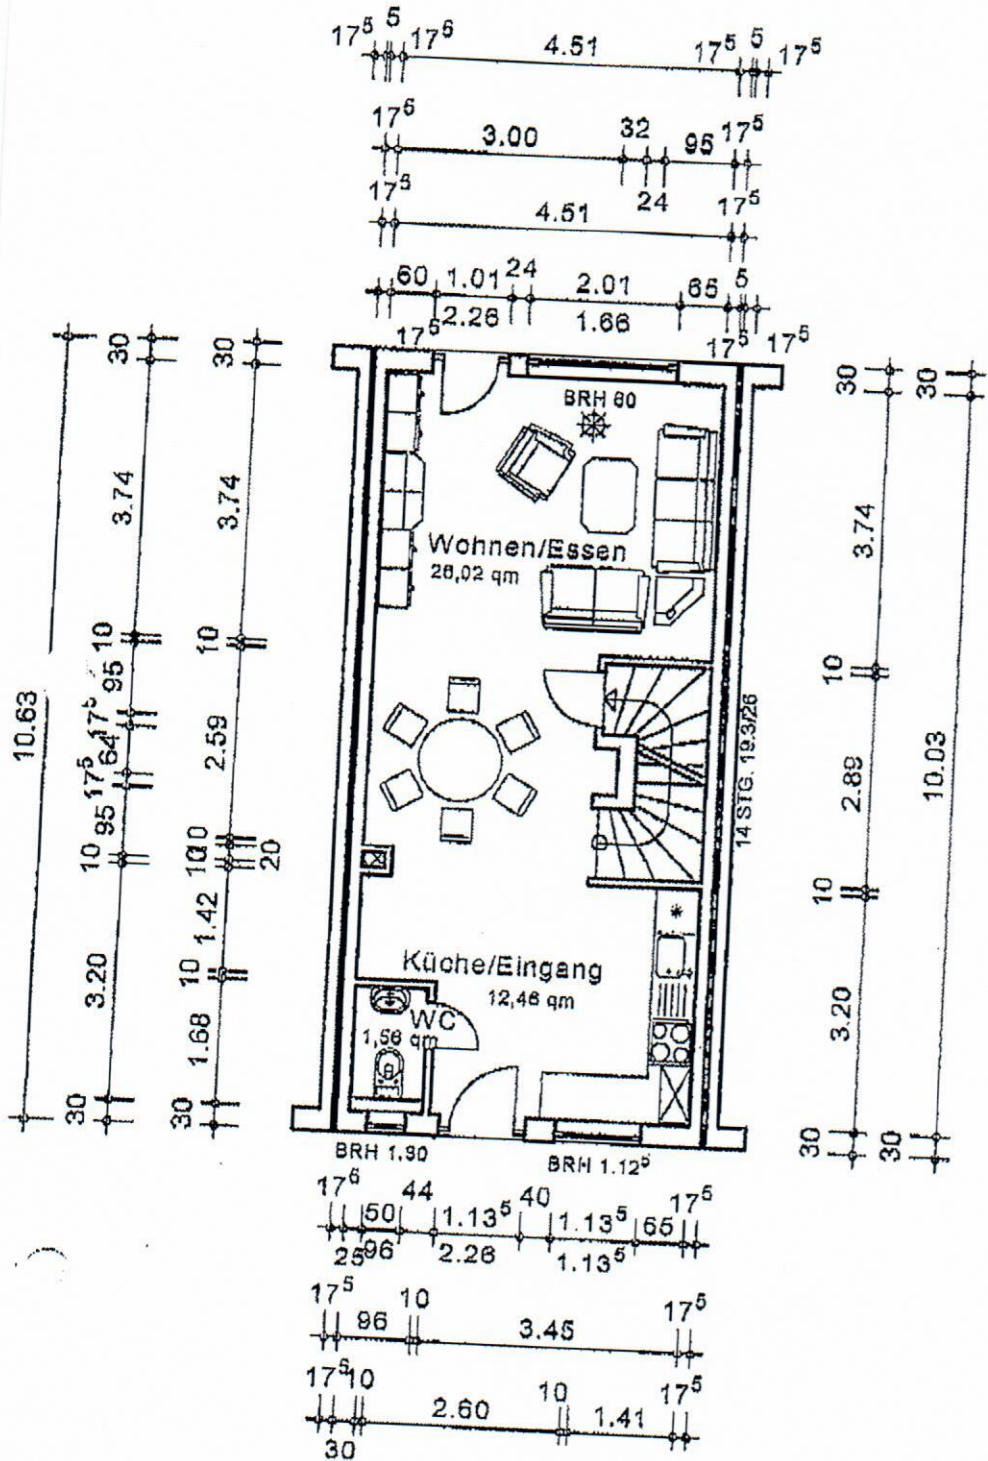 17⁵ 5 17⁵ 4.51 17⁵ 5 17⁵
17⁵ 3.00 32 95 17⁵
24
17⁵ 4.51 17⁵
60 1.01 24 2.01 65 5
17⁵ 2.26 1.66 17⁵ 17⁵
BRH 60
Wohnen/Essen
26,02 qm
14 STG. 19.3/26
Küche/Eingang
12,46 qm
WC
1,56 qm
BRH 1.30
BRH 1.12⁵
10.63
30
3.74
10
95
17⁵
64
17⁵
95
10
3.20
30
30
3.74
10
2.59
10
10 20
1.42
10
1.68
30
30
3.74
10
2.89
10
3.20
30
30
10.03
30
17⁵ 50 44 1.13⁵ 40 1.13⁵ 65 17⁵
25 96 2.26 1.13⁵
17⁵ 96 10 3.45 17⁵
17⁵ 10 2.60 10 1.41 17⁵
30